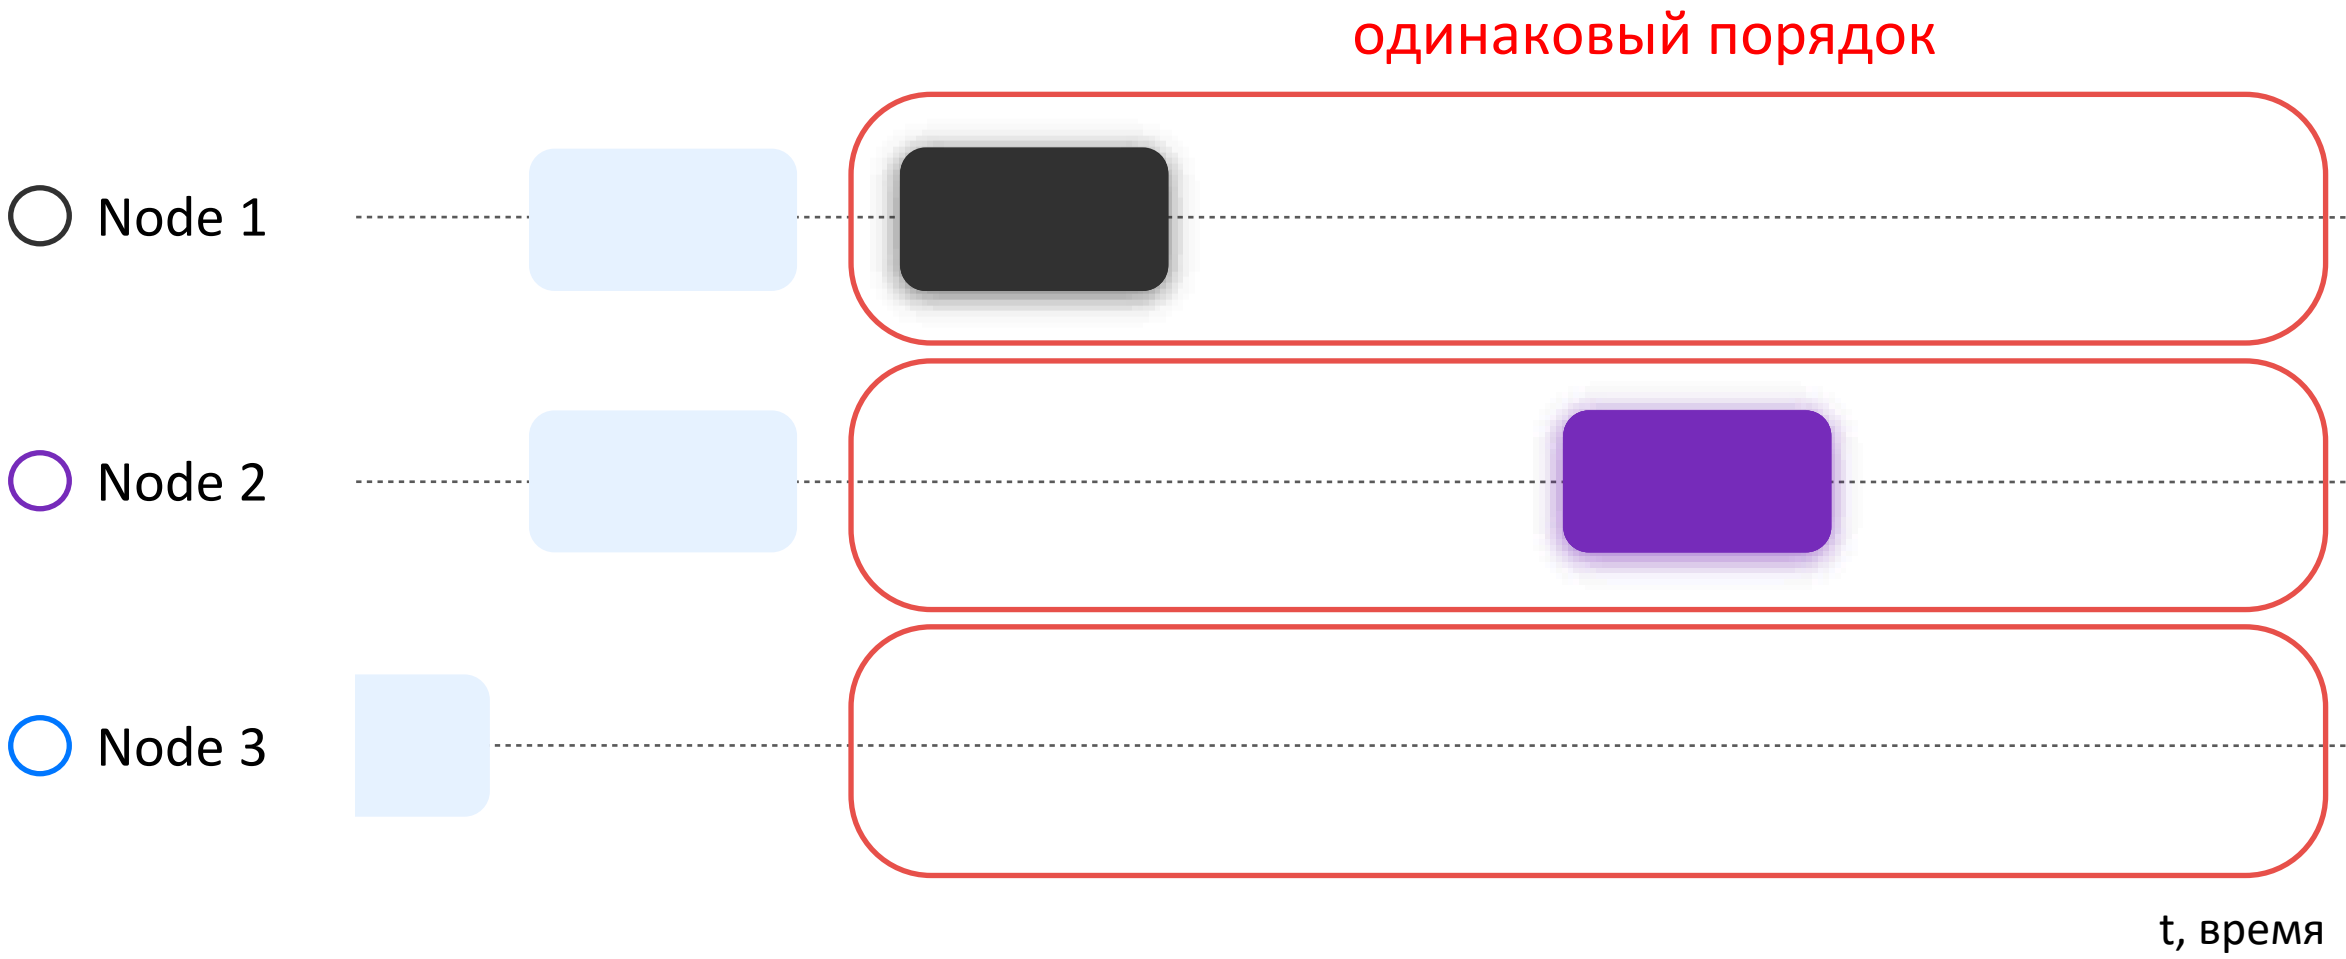 одинаковый порядок
Node 1
Node 2
Node 3
t, время